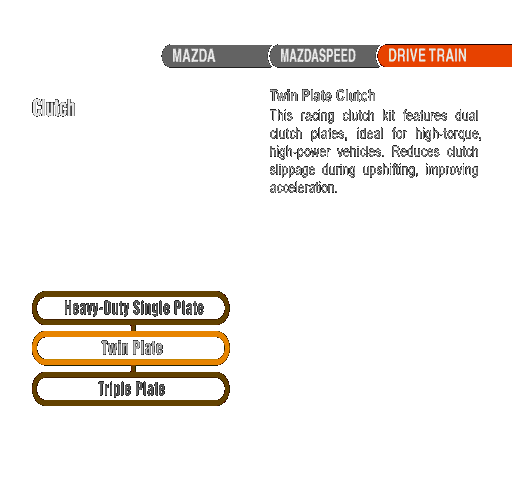 MAZDA MAZDASPEED DRIVE TRAIN
Clutch
Twin Plate Clutch
This racing clutch kit features dual
clutch plates, ideal for high-torque,
high-power vehicles. Reduces clutch
slippage during upshifting, improving
acceleration.
Heavy-Duty Single Plate
Twin Plate
Triple Plate